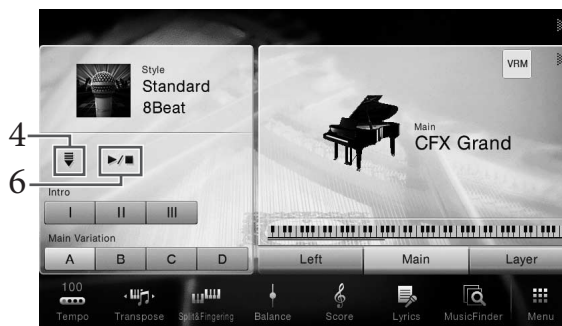 Style
Standard
8Beat
VRM
Main
CFX Grand
4
6
Intro
I II III
Main Variation
A B C D
Left Main Layer
100
Tempo Transpose Split&Fingering Balance Score Lyrics MusicFinder Menu